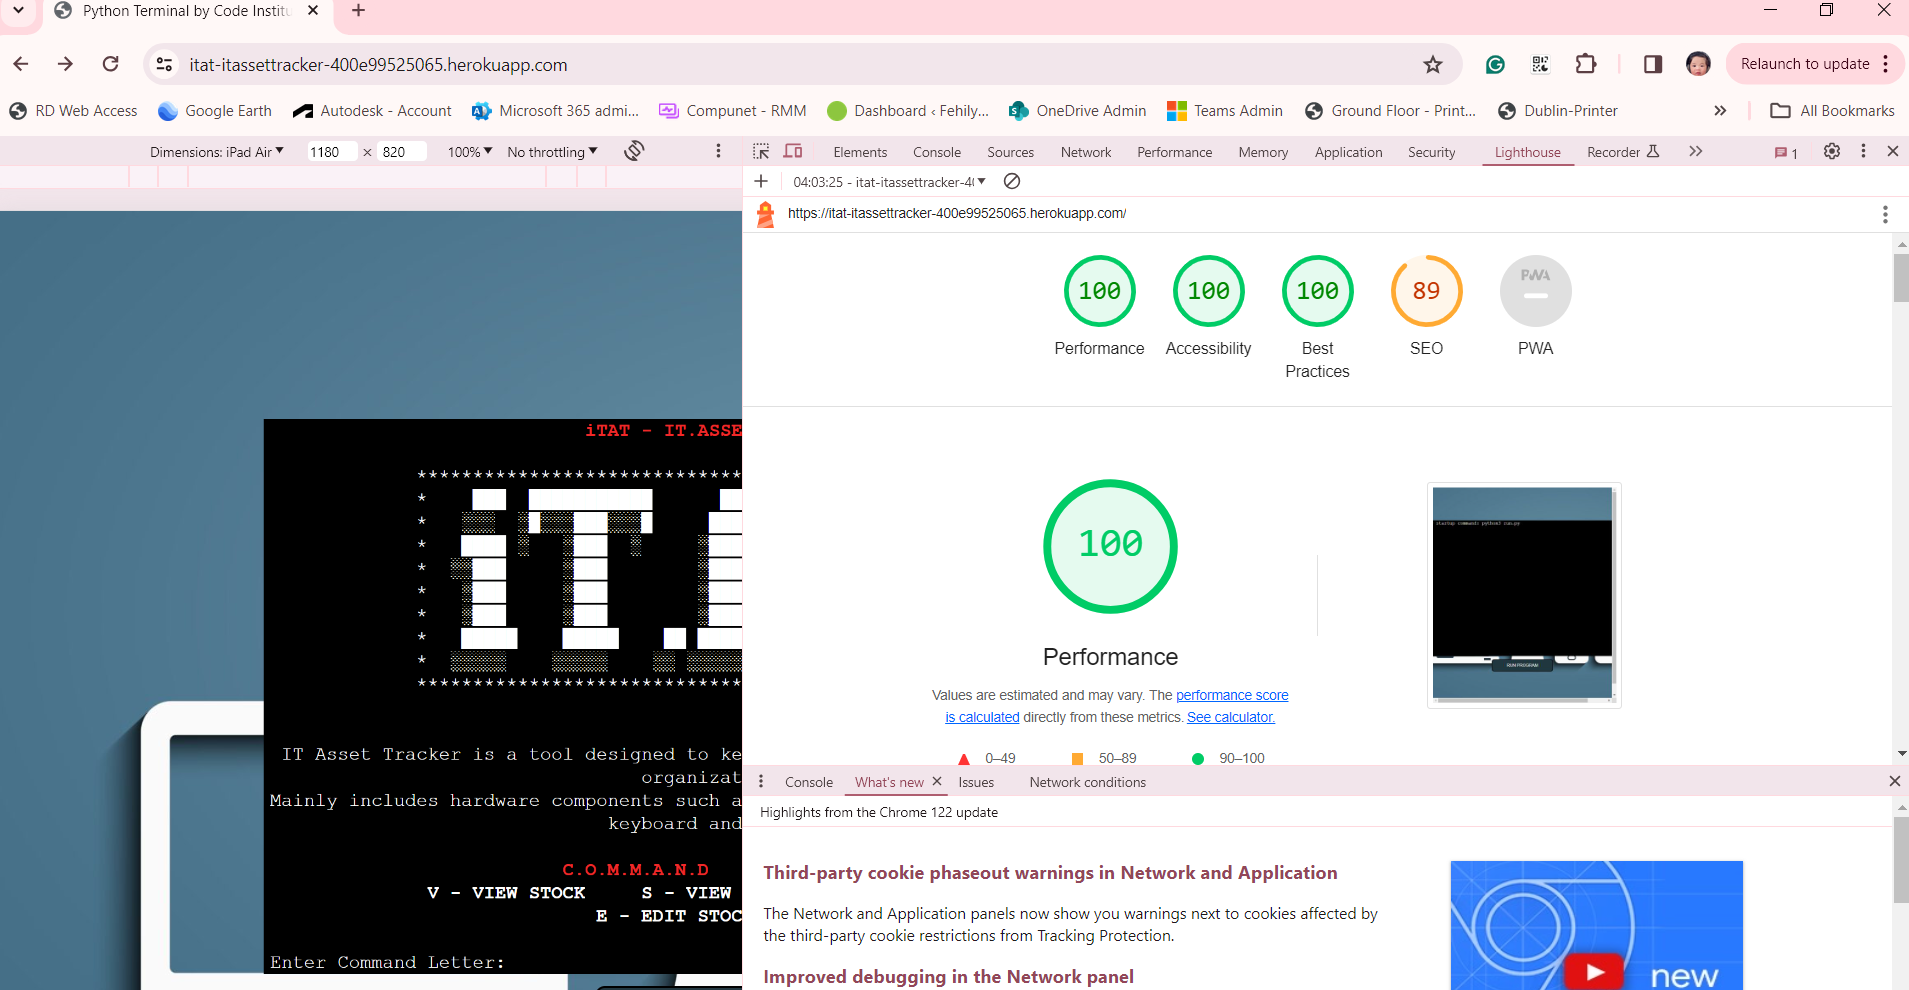 Python Terminal by Code Institu
itat-itassettracker-400e99525065.herokuapp.com
Relaunch to update
RD Web Access
Google Earth
Autodesk - Account
Microsoft 365 admi...
Compunet - RMM
Dashboard ‹ Fehily...
OneDrive Admin
Teams Admin
Ground Floor - Print...
Dublin-Printer
All Bookmarks
Dimensions: iPad Air
1180 × 820
100%
No throttling
Elements
Console
Sources
Network
Performance
Memory
Application
Security
Lighthouse
Recorder
1
04:03:25 - itat-itassettracker-40
https://itat-itassettracker-400e99525065.herokuapp.com/
100
Performance
100
Accessibility
100
Best
Practices
89
SEO
PWA
PWA
iTAT - IT.ASSE
******************************
*
*
*
*
*
*
*
*
******************************
IT Asset Tracker is a tool designed to ke
organizat
Mainly includes hardware components such a
keyboard and
C.O.M.M.A.N.D
V - VIEW STOCK S - VIEW
E - EDIT STOC
Enter Command Letter:
100
Performance
Values are estimated and may vary. The performance score
is calculated directly from these metrics. See calculator.
0–49
50–89
90–100
startup command: python3 run.py
RUN PROGRAM
Console
What's new
Issues
Network conditions
Highlights from the Chrome 122 update
Third-party cookie phaseout warnings in Network and Application
The Network and Application panels now show you warnings next to cookies affected by
the third-party cookie restrictions from Tracking Protection.
Improved debugging in the Network panel
new